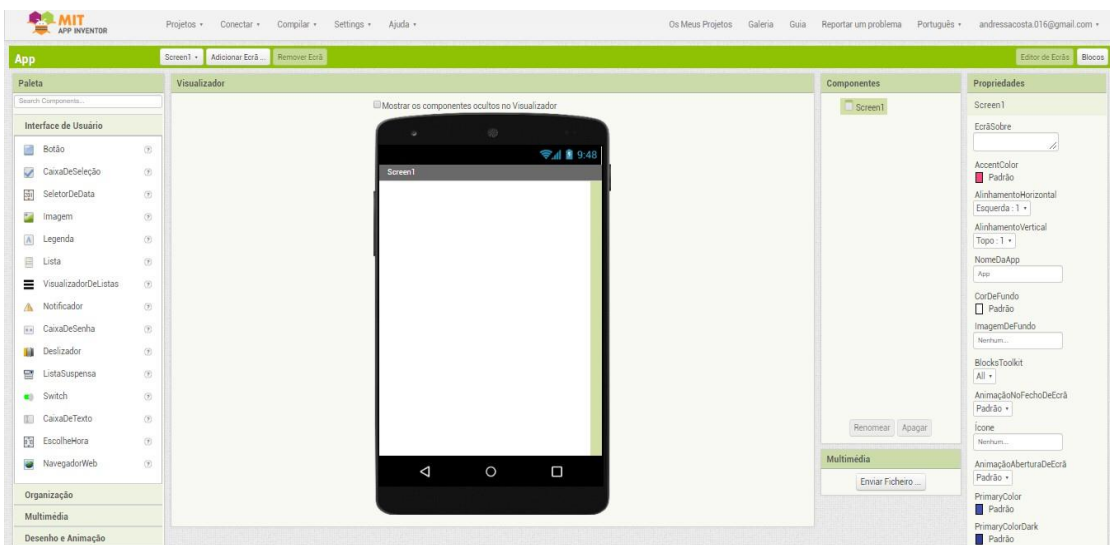 MIT
APP INVENTOR
Projetos Conectar Compilar Settings Ajuda
Os Meus Projetos Galeria Guia Reportar um problema Português andressacosta.016@gmail.com
App
Screen1 Adicionar Ecrã ... Remover Ecrã
Editor de Ecrãs Blocos
Paleta
Search Components...
Interface de Usuário
Botão
CaixaDeSeleção
SeletorDeData
Imagem
Legenda
Lista
VisualizadorDeListas
Notificador
CaixaDeSenha
Deslizador
ListaSuspensa
Switch
CaixaDeTexto
EscolheHora
NavegadorWeb
Organização
Multimédia
Desenho e Animação
Visualizador
Mostrar os componentes ocultos no Visualizador
9:48
Screen1
Componentes
Screen1
Renomear Apagar
Multimédia
Enviar Ficheiro ...
Propriedades
Screen1
EcrãSobre
AccentColor
Padrão
AlinhamentoHorizontal
Esquerda : 1
AlinhamentoVertical
Topo : 1
NomeDaApp
App
CorDeFundo
Padrão
ImagemDeFundo
Nenhum...
BlocksToolkit
All
AnimaçãoNoFechoDeEcrã
Padrão
Ícone
Nenhum...
AnimaçãoAberturaDeEcrã
Padrão
PrimaryColor
Padrão
PrimaryColorDark
Padrão